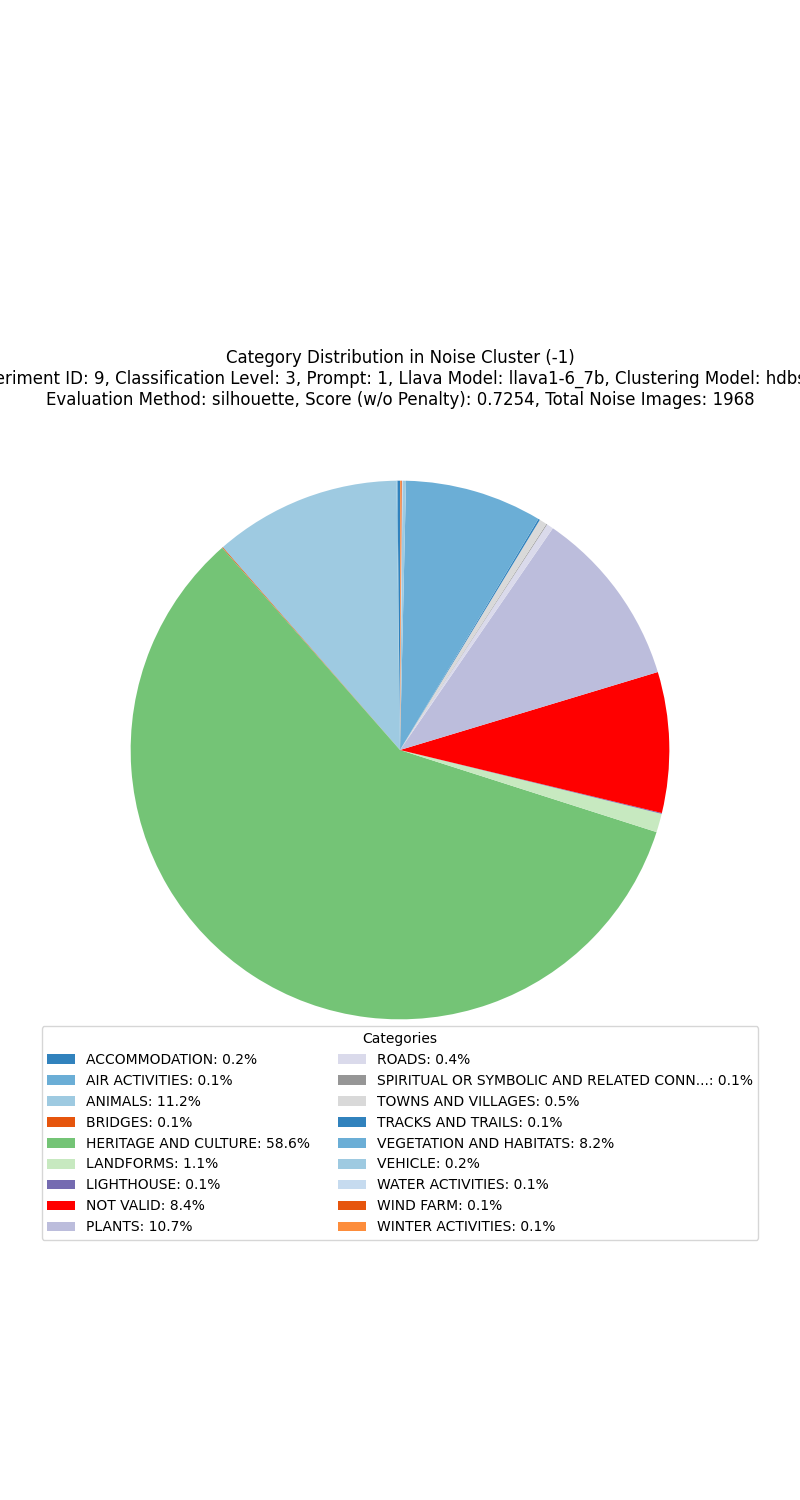 Category Distribution in Noise Cluster (-1)
eriment ID: 9, Classification Level: 3, Prompt: 1, Llava Model: llava1-6_7b, Clustering Model: hdbs
Evaluation Method: silhouette, Score (w/o Penalty): 0.7254, Total Noise Images: 1968
Categories
ACCOMMODATION: 0.2%
AIR ACTIVITIES: 0.1%
ANIMALS: 11.2%
BRIDGES: 0.1%
HERITAGE AND CULTURE: 58.6%
LANDFORMS: 1.1%
LIGHTHOUSE: 0.1%
NOT VALID: 8.4%
PLANTS: 10.7%
ROADS: 0.4%
SPIRITUAL OR SYMBOLIC AND RELATED CONN...: 0.1%
TOWNS AND VILLAGES: 0.5%
TRACKS AND TRAILS: 0.1%
VEGETATION AND HABITATS: 8.2%
VEHICLE: 0.2%
WATER ACTIVITIES: 0.1%
WIND FARM: 0.1%
WINTER ACTIVITIES: 0.1%